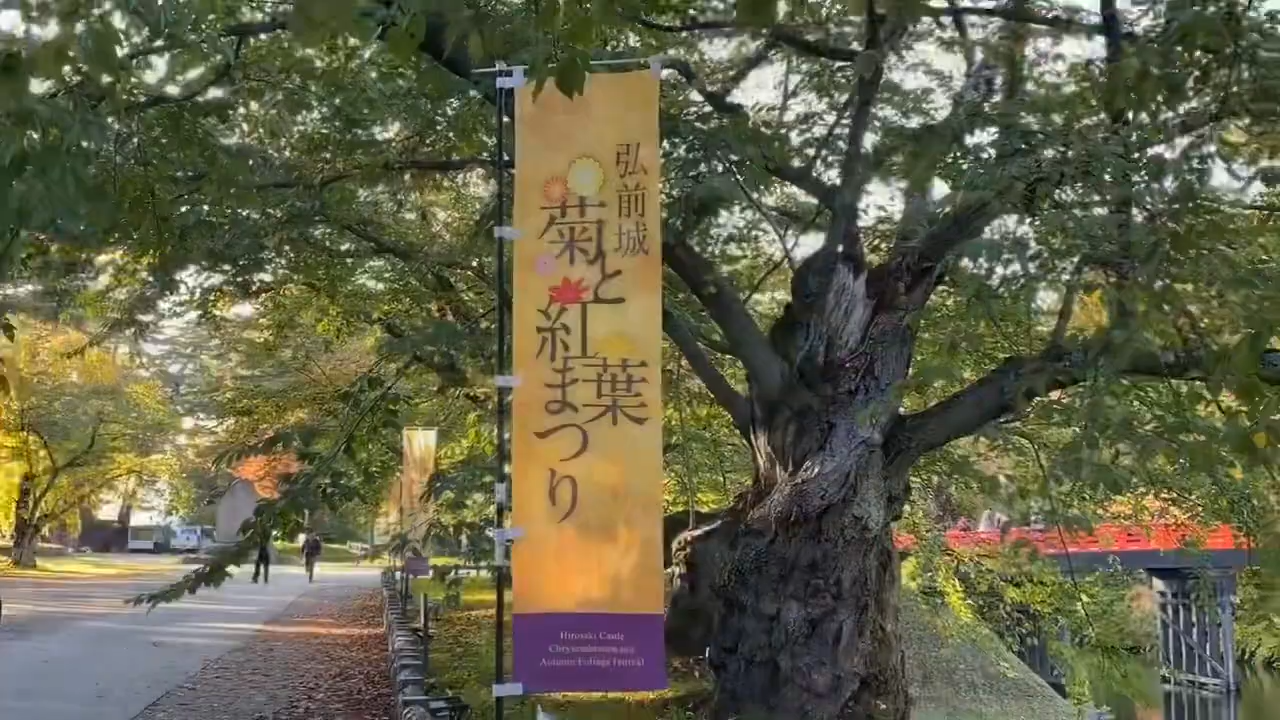 弘前城
菊と
紅葉
まつり
Hirosaki Castle
Chrysanthemum and
Autumn Foliage Festival